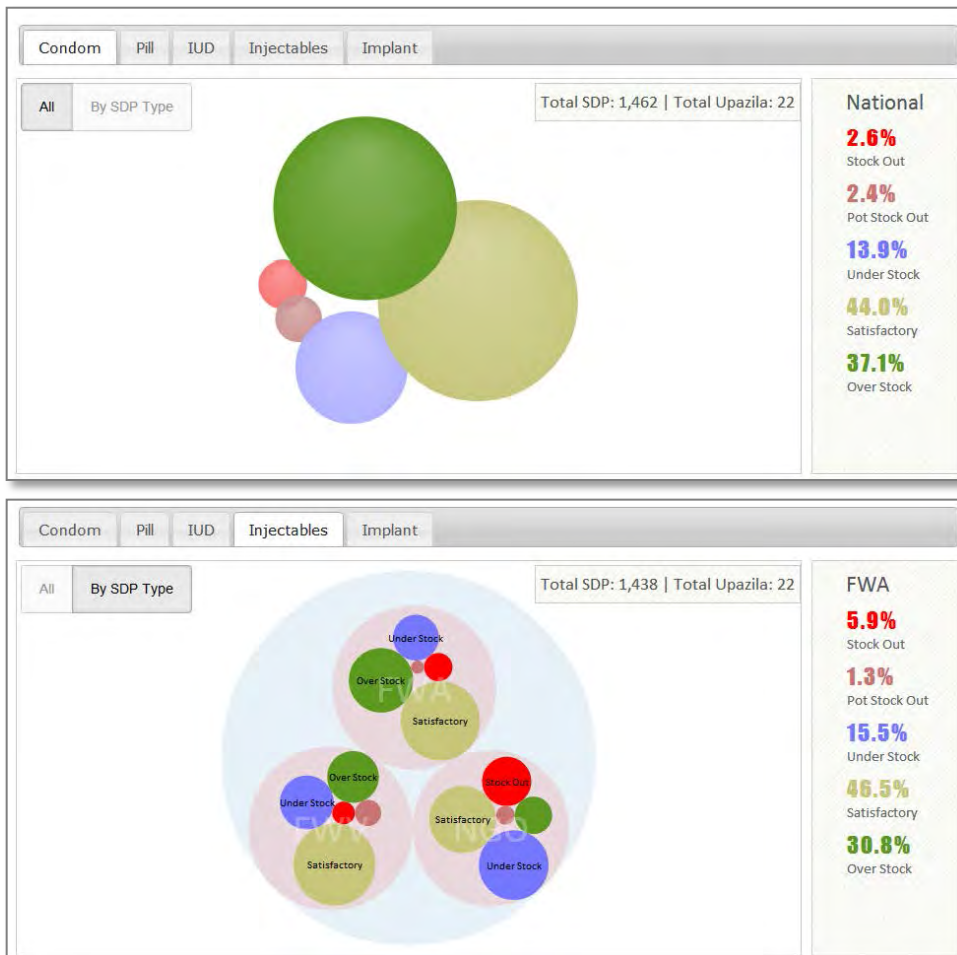 Condom Pill IUD Injectables Implant
All By SDP Type
Total SDP: 1,462 | Total Upazila: 22
National
2.6%
Stock Out
2.4%
Pot Stock Out
13.9%
Under Stock
44.0%
Satisfactory
37.1%
Over Stock
Condom Pill IUD Injectables Implant
All By SDP Type
Total SDP: 1,438 | Total Upazila: 22
Under Stock
Over Stock
FWA
Satisfactory
Over Stock
Under Stock
FWV
Satisfactory
Stock Out
Satisfactory
NGO
Under Stock
FWA
5.9%
Stock Out
1.3%
Pot Stock Out
15.5%
Under Stock
46.5%
Satisfactory
30.8%
Over Stock